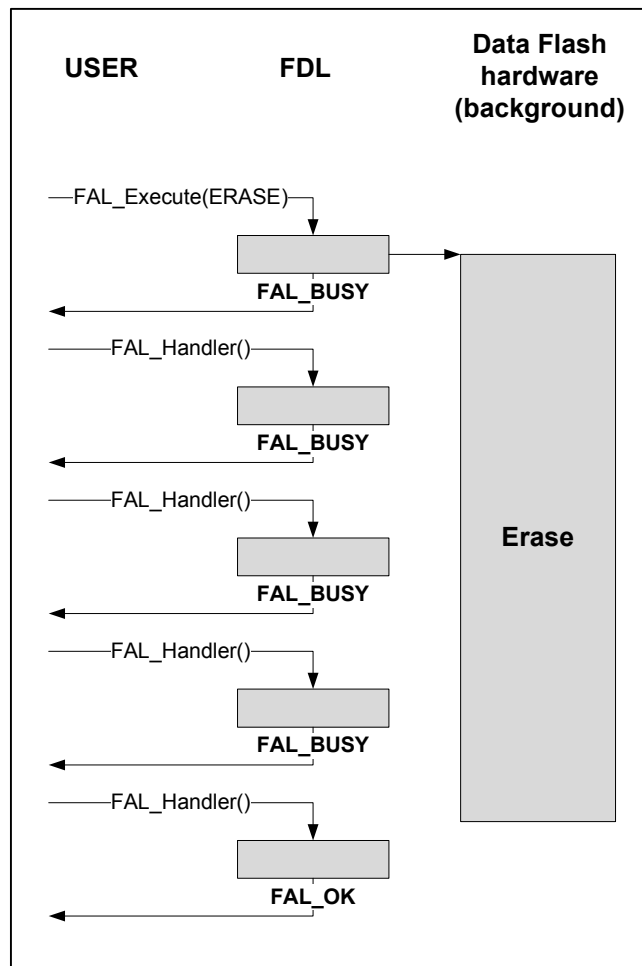 USER
FDL
Data Flash
hardware
(background)
FAL_Execute(ERASE)
FAL_BUSY
FAL_Handler()
FAL_BUSY
FAL_Handler()
FAL_BUSY
Erase
FAL_Handler()
FAL_BUSY
FAL_Handler()
FAL_OK